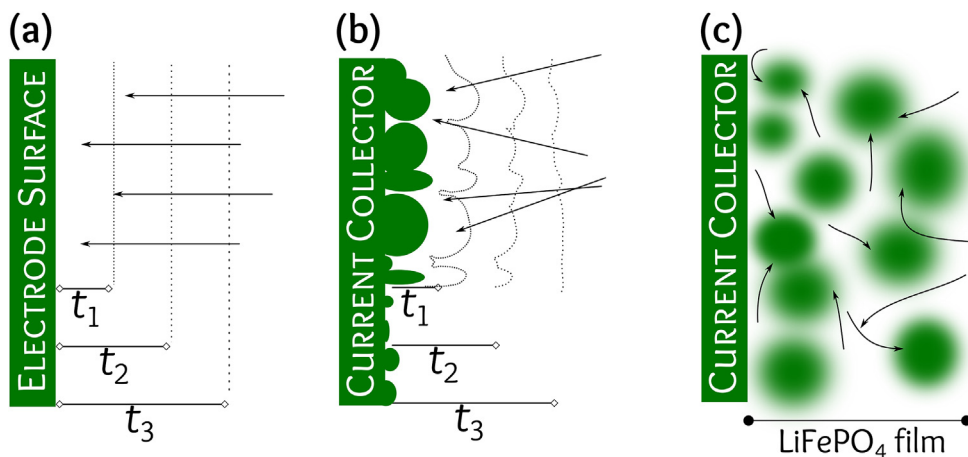 (a)
ELECTRODE SURFACE
t₁
t₂
t₃
(b)
CURRENT COLLECTOR
t₁
t₂
t₃
(c)
CURRENT COLLECTOR
LiFePO₄ film